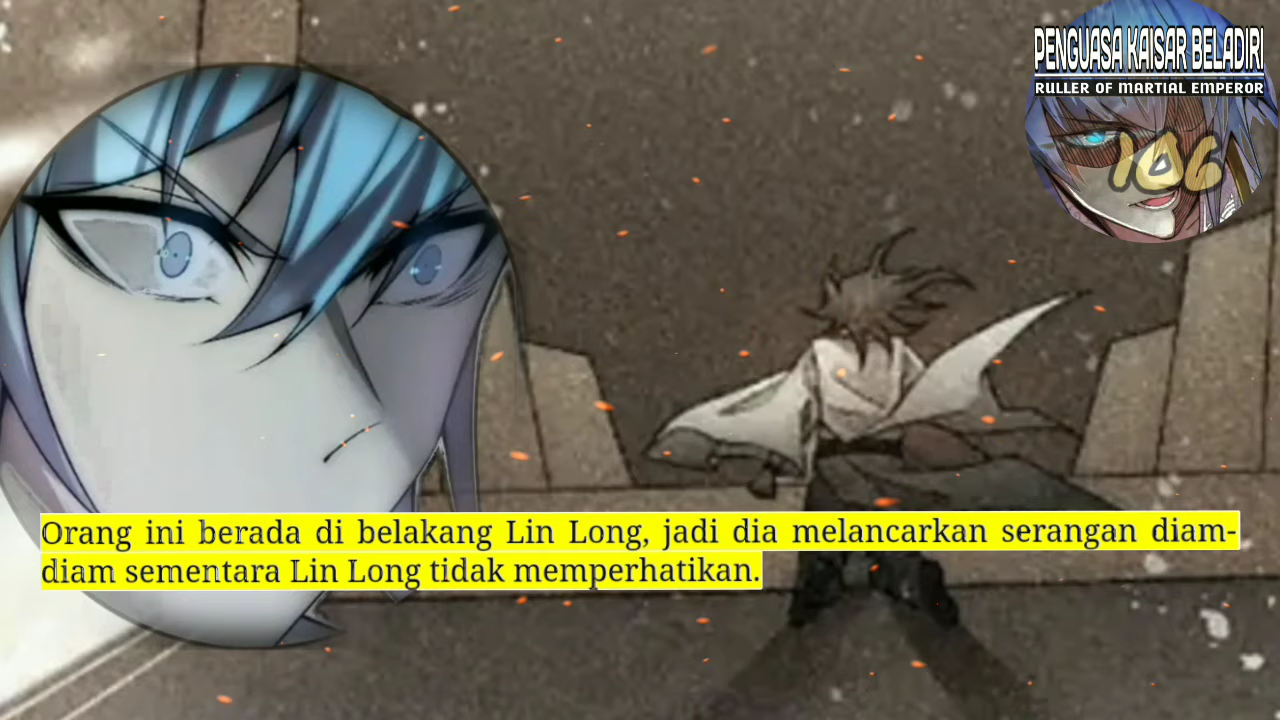 PENGUASA KAISAR BELADIRI
RULLER OF MARTIAL EMPEROR
106
Orang ini berada di belakang Lin Long, jadi dia melancarkan serangan diam-
diam sementara Lin Long tidak memperhatikan.